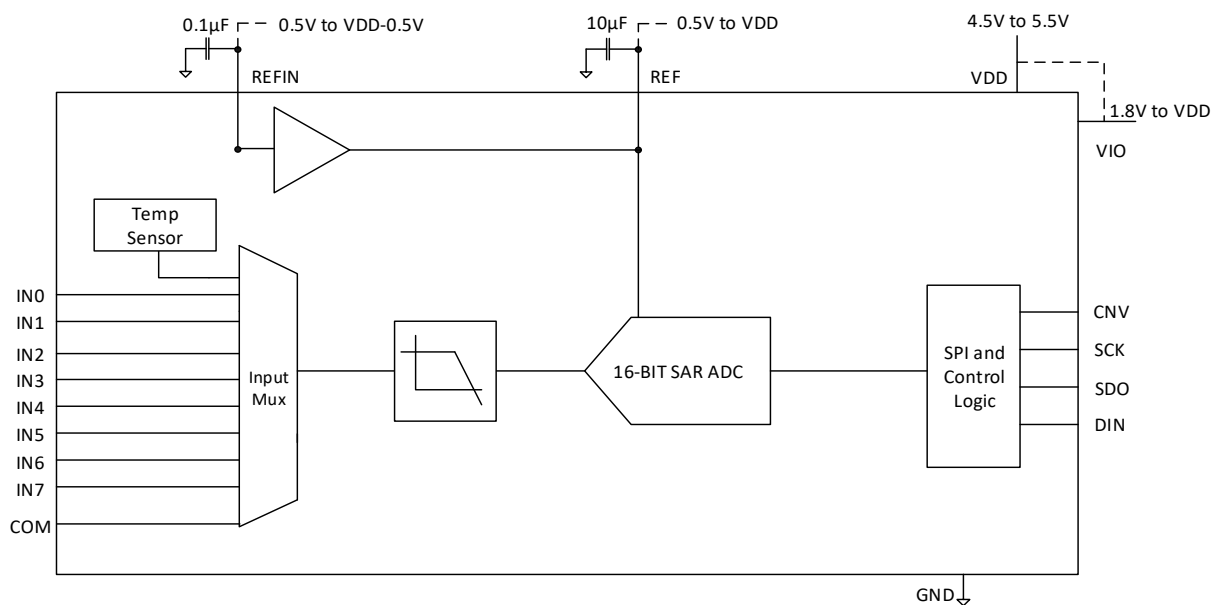 0.1µF
0.5V to VDD-0.5V
10µF
0.5V to VDD
4.5V to 5.5V
REFIN
REF
VDD
1.8V to VDD
VIO
Temp
Sensor
IN0
IN1
IN2
IN3
IN4
IN5
IN6
IN7
COM
Input
Mux
16-BIT SAR ADC
SPI and
Control
Logic
CNV
SCK
SDO
DIN
GND